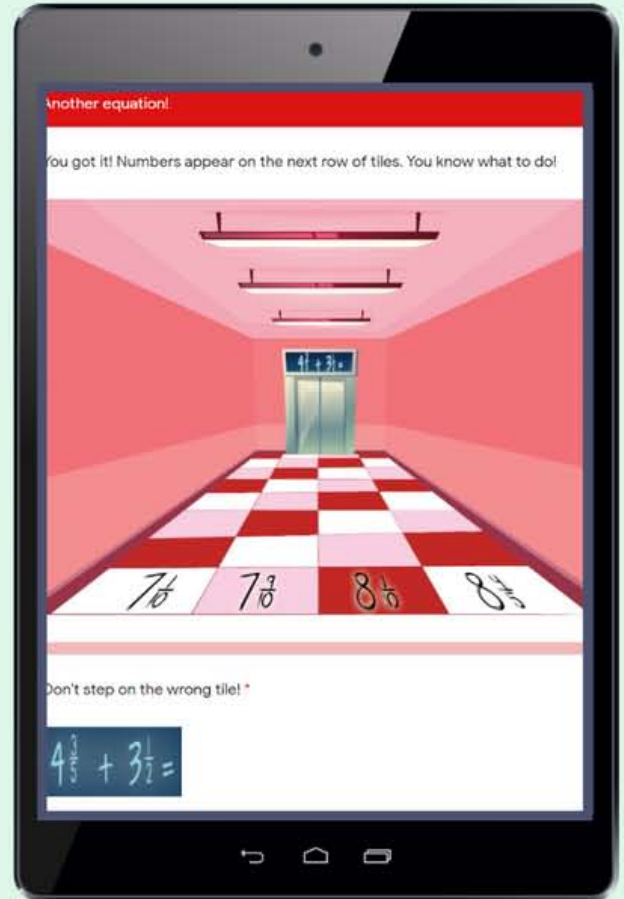 Another equation!
You got it! Numbers appear on the next row of tiles. You know what to do!
7 1/10 7 9/10 8 1/10
Don't step on the wrong tile! *
4 3/5 + 3 1/2 =